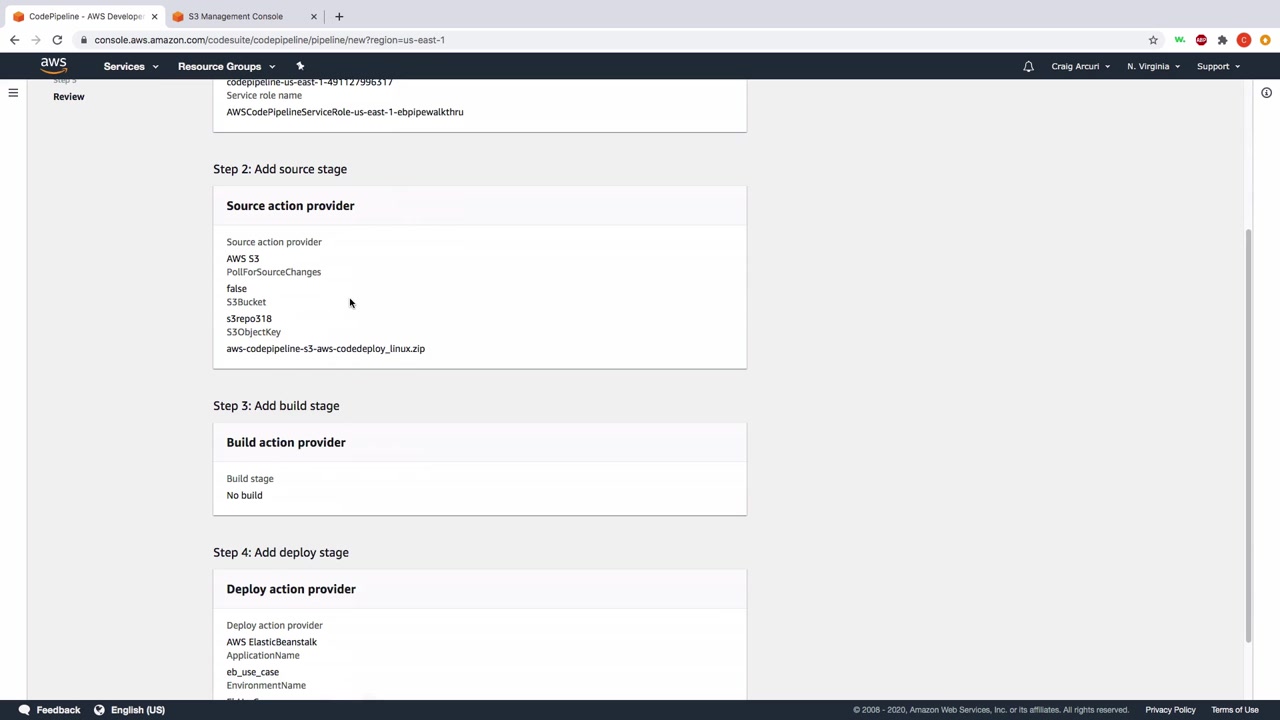 CodePipeline - AWS Develope
S3 Management Console
console.aws.amazon.com/codesuite/codepipeline/pipeline/new?region=us-east-1
aws
Services
Resource Groups
Craig Arcuri
N. Virginia
Support
Step 5
Review
codepipeline-us-east-1-491127996317
Service role name
AWSCodePipelineServiceRole-us-east-1-ebpipewalkthru
Step 2: Add source stage
Source action provider
Source action provider
AWS S3
PollForSourceChanges
false
S3Bucket
s3repo318
S3ObjectKey
aws-codepipeline-s3-aws-codedeploy_linux.zip
Step 3: Add build stage
Build action provider
Build stage
No build
Step 4: Add deploy stage
Deploy action provider
Deploy action provider
AWS ElasticBeanstalk
ApplicationName
eb_use_case
EnvironmentName
Feedback
English (US)
© 2008 - 2020, Amazon Web Services, Inc. or its affiliates. All rights reserved.
Privacy Policy
Terms of Use